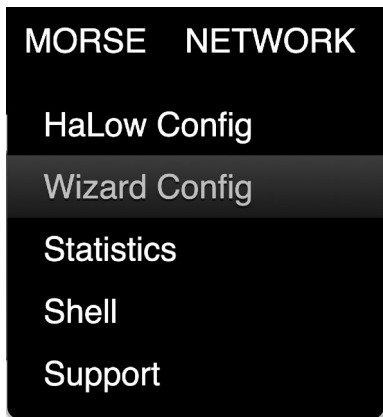 MORSE NETWORK
HaLow Config
Wizard Config
Statistics
Shell
Support